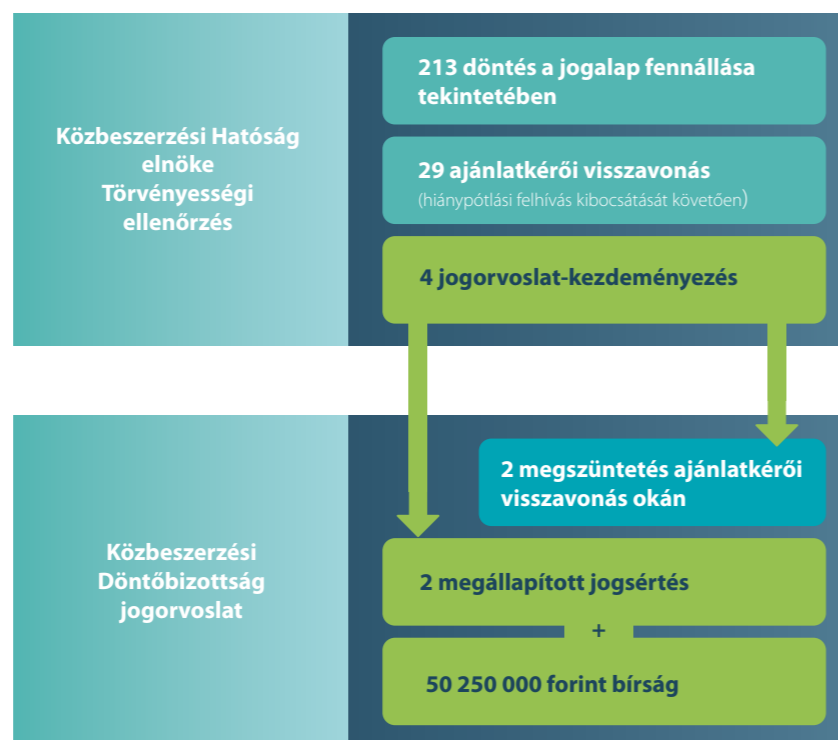 Közbeszerzési Hatóság
elnöke
Törvényességi
ellenőrzés
213 döntés a jogalap fennállása
tekintetében
29 ajánlatkérői visszavonás
(hiánypótlási felhívás kibocsátását követően)
4 jogorvoslat-kezdeményezés
Közbeszerzési
Döntőbizottság
jogorvoslat
2 megszüntetés ajánlatkérői
visszavonás okán
2 megállapított jogsértés
+
50 250 000 forint bírság